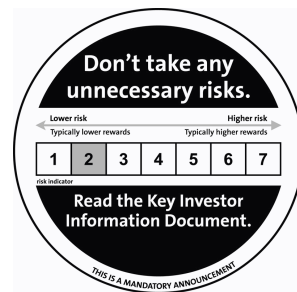 Don't take any
unnecessary risks.
Lower risk Higher risk
Typically lower rewards Typically higher rewards
1 2 3 4 5 6 7
risk indicator
Read the Key Investor
Information Document.
THIS IS A MANDATORY ANNOUNCEMENT